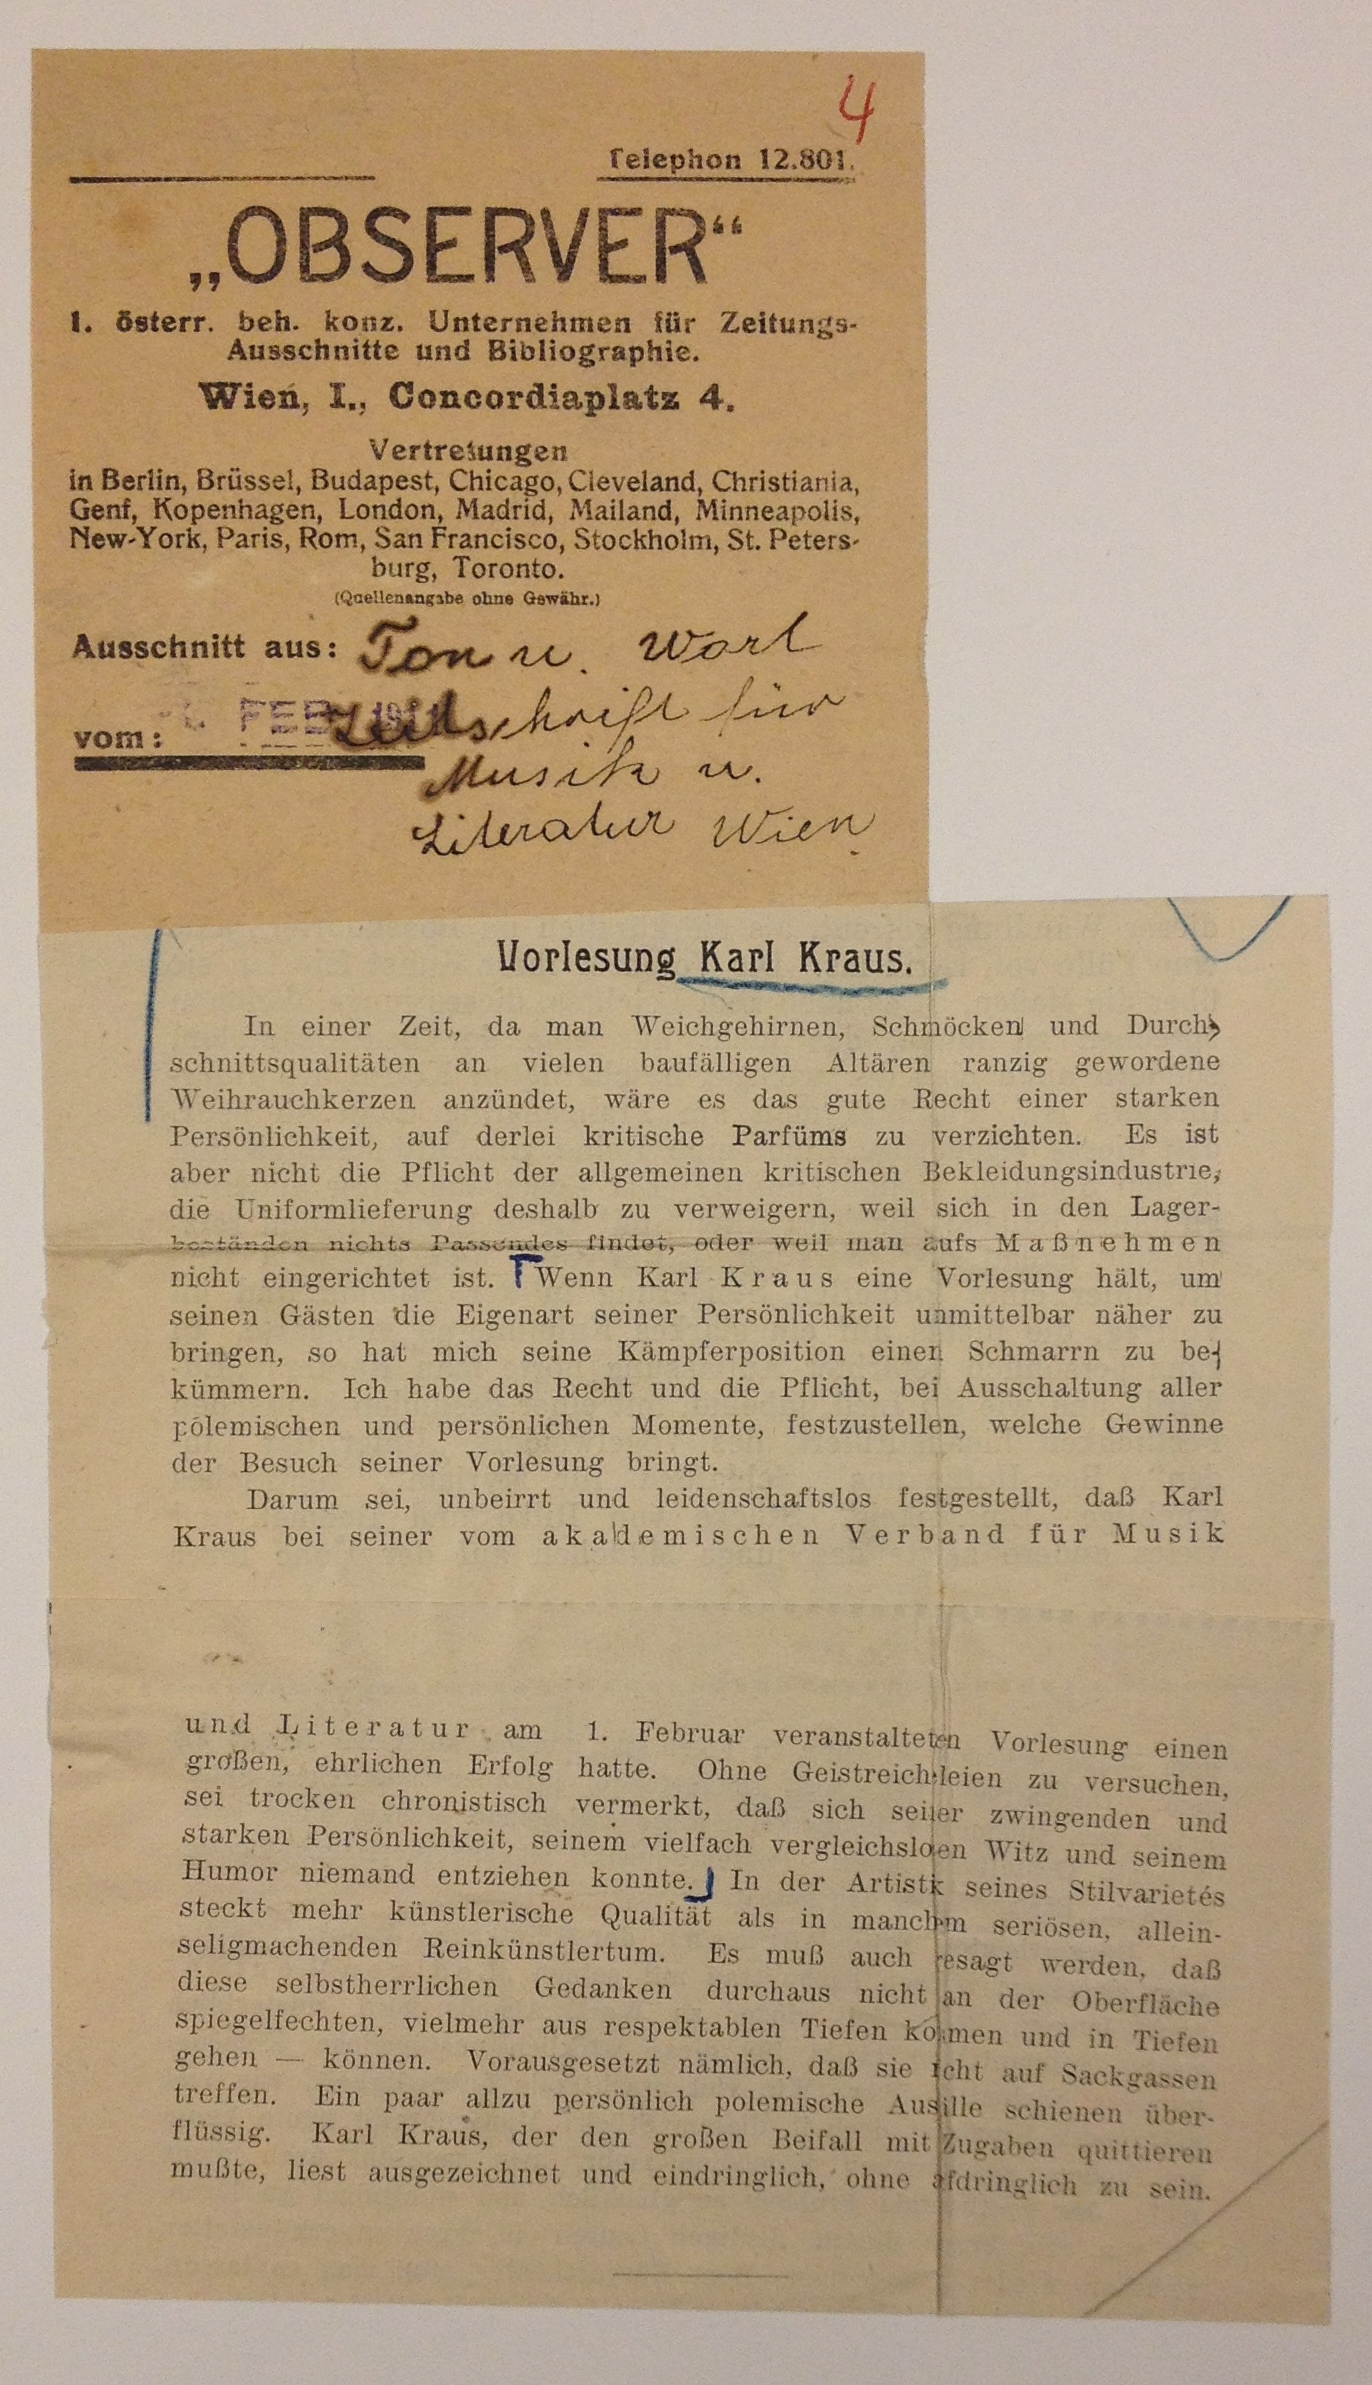 4
Telephon 12.801.
„OBSERVER“
1. österr. beh. konz. Unternehmen für Zeitungs-
Ausschnitte und Bibliographie.
Wien, I., Concordiaplatz 4.
Vertretungen
in Berlin, Brüssel, Budapest, Chicago, Cleveland, Christiania,
Genf, Kopenhagen, London, Madrid, Mailand, Minneapolis,
New-York, Paris, Rom, San Francisco, Stockholm, St. Peters-
burg, Toronto.
(Quellenangabe ohne Gewähr.)
Ausschnitt aus: Ton u. Wort
Zeitschrift für
vom: FEB
Musik u.
Literatur Wien
Vorlesung Karl Kraus.
In einer Zeit, da man Weichgehirnen, Schmöcken und Durch-
schnittsqualitäten an vielen baufälligen Altären ranzig gewordene
Weihrauchkerzen anzündet, wäre es das gute Recht einer starken
Persönlichkeit, auf derlei kritische Parfüms zu verzichten. Es ist
aber nicht die Pflicht der allgemeinen kritischen Bekleidungsindustrie,
die Uniformlieferung deshalb zu verweigern, weil sich in den Lager-
beständen nichts Passendes findet, oder weil man aufs Maßnehmen
nicht eingerichtet ist. Wenn Karl Kraus eine Vorlesung hält, um
seinen Gästen die Eigenart seiner Persönlichkeit unmittelbar näher zu
bringen, so hat mich seine Kämpferposition einen Schmarrn zu be-
kümmern. Ich habe das Recht und die Pflicht, bei Ausschaltung aller
polemischen und persönlichen Momente, festzustellen, welche Gewinne
der Besuch seiner Vorlesung bringt.
Darum sei, unbeirrt und leidenschaftslos festgestellt, daß Karl
Kraus bei seiner vom akademischen Verband für Musik
und Literatur am 1. Februar veranstalteten Vorlesung einen
großen, ehrlichen Erfolg hatte. Ohne Geistreicheleien zu versuchen,
sei trocken chronistisch vermerkt, daß sich seiner zwingenden und
starken Persönlichkeit, seinem vielfach vergleichslosen Witz und seinem
Humor niemand entziehen konnte. In der Artistik seines Stilvarietés
steckt mehr künstlerische Qualität als in manchem seriösen, allein-
seligmachenden Reinkünstlertum. Es muß auch gesagt werden, daß
diese selbstherrlichen Gedanken durchaus nicht an der Oberfläche
spiegelfechten, vielmehr aus respektablen Tiefen kommen und in Tiefen
gehen — können. Vorausgesetzt nämlich, daß sie nicht auf Sackgassen
treffen. Ein paar allzu persönlich polemische Ausfälle schienen über-
flüssig. Karl Kraus, der den großen Beifall mit Zugaben quittieren
mußte, liest ausgezeichnet und eindringlich, ohne aufdringlich zu sein.